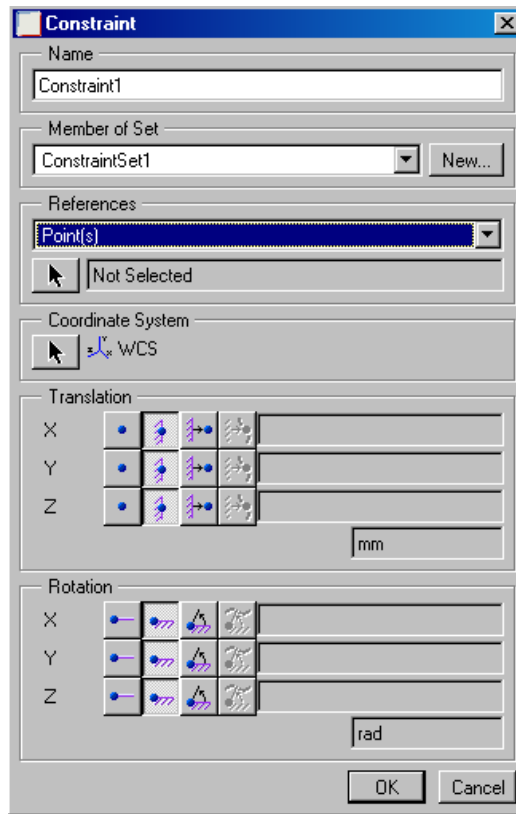 Constraint
Name
Constraint1
Member of Set
ConstraintSet1
New...
References
Point(s)
Not Selected
Coordinate System
WCS
Translation
X
Y
Z
mm
Rotation
X
Y
Z
rad
OK Cancel